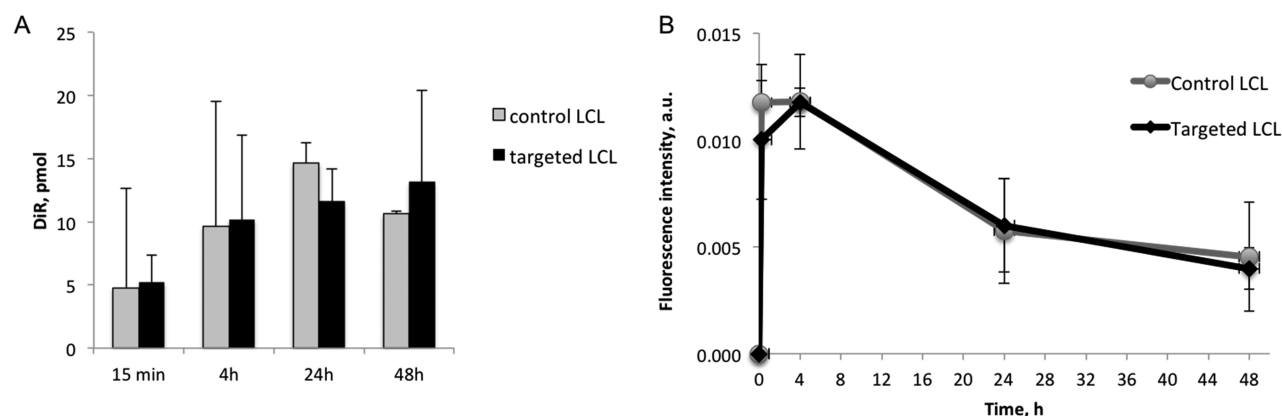 A
25
20
15
10
5
0
DiR, pmol
15 min
4h
24h
48h
control LCL
targeted LCL
B
0.015
0.010
0.005
0.000
Fluorescence intensity, a.u.
0 4 8 12 16 20 24 28 32 36 40 44 48
Time, h
Control LCL
Targeted LCL